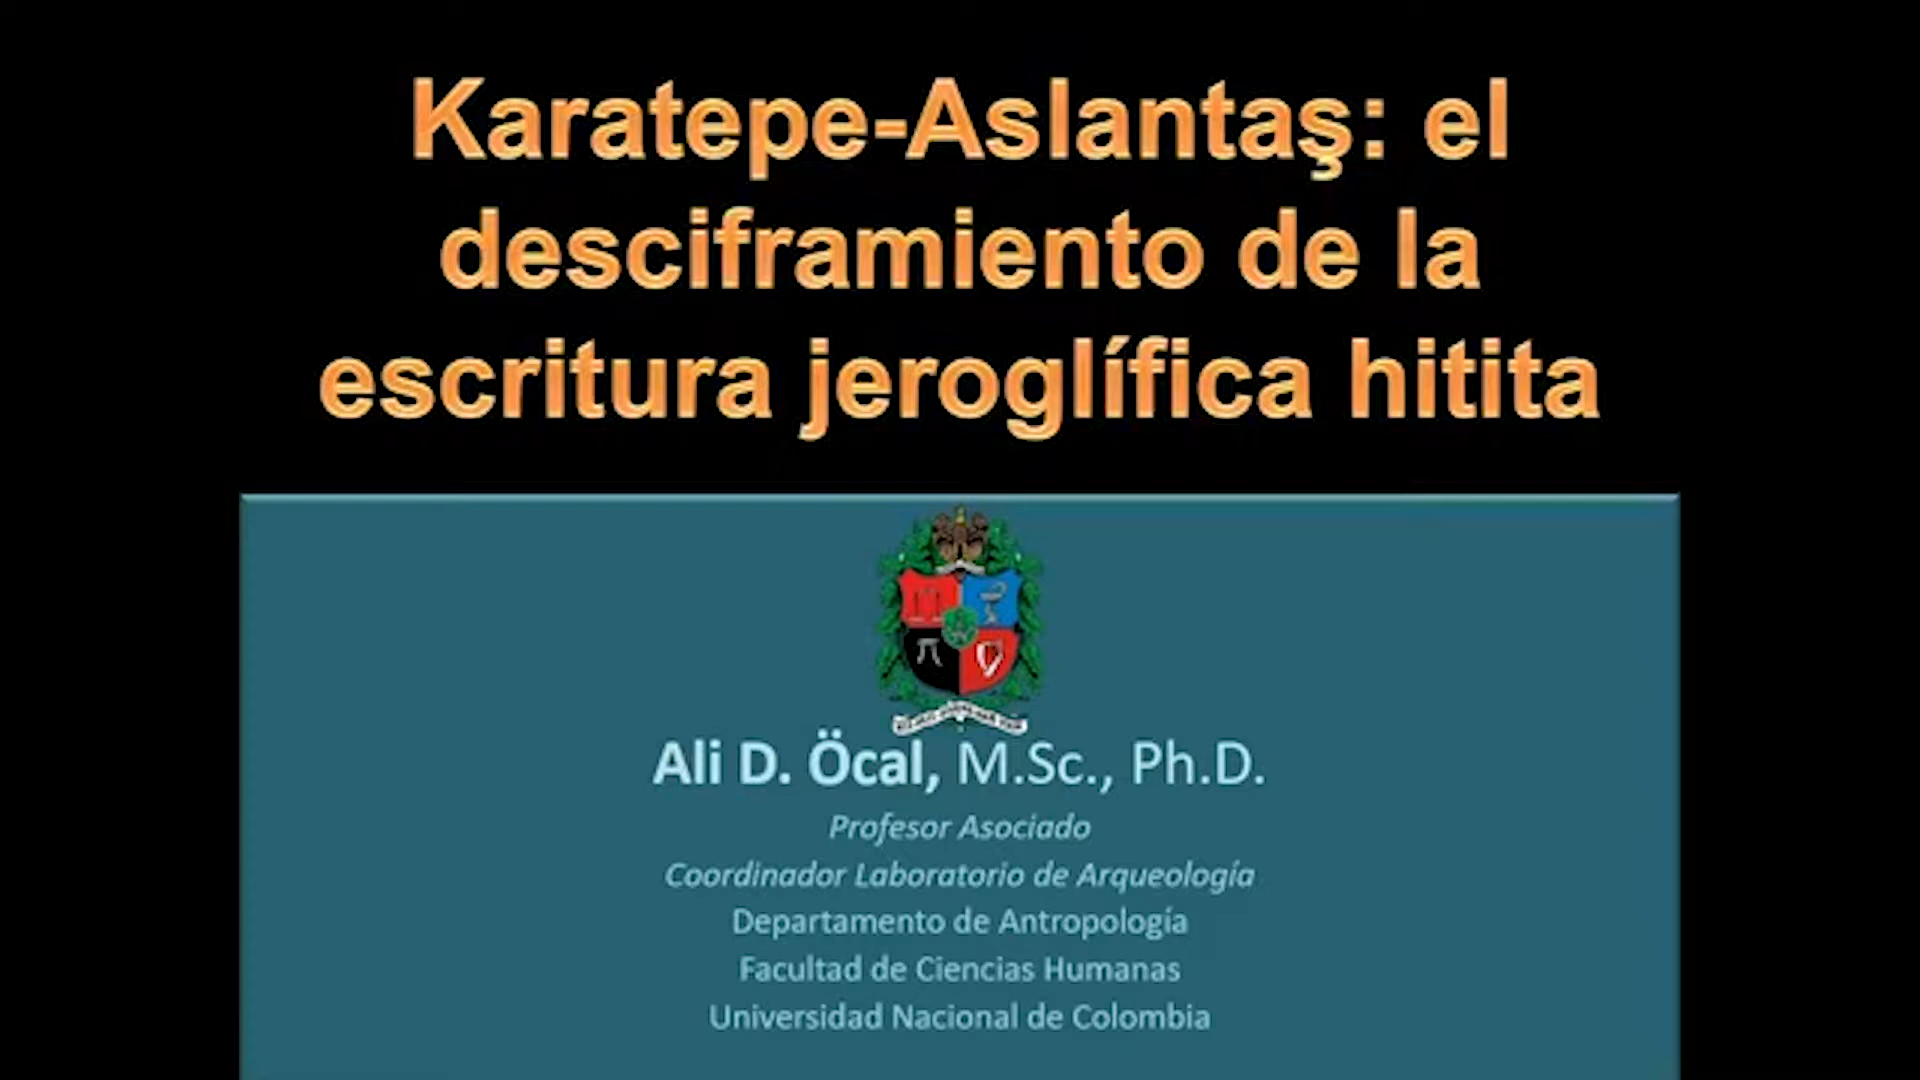 Karatepe-Aslantaş: el
desciframiento de la
escritura jeroglífica hitita
Ali D. Öcal, M.Sc., Ph.D.
Profesor Asociado
Coordinador Laboratorio de Arqueología
Departamento de Antropología
Facultad de Ciencias Humanas
Universidad Nacional de Colombia